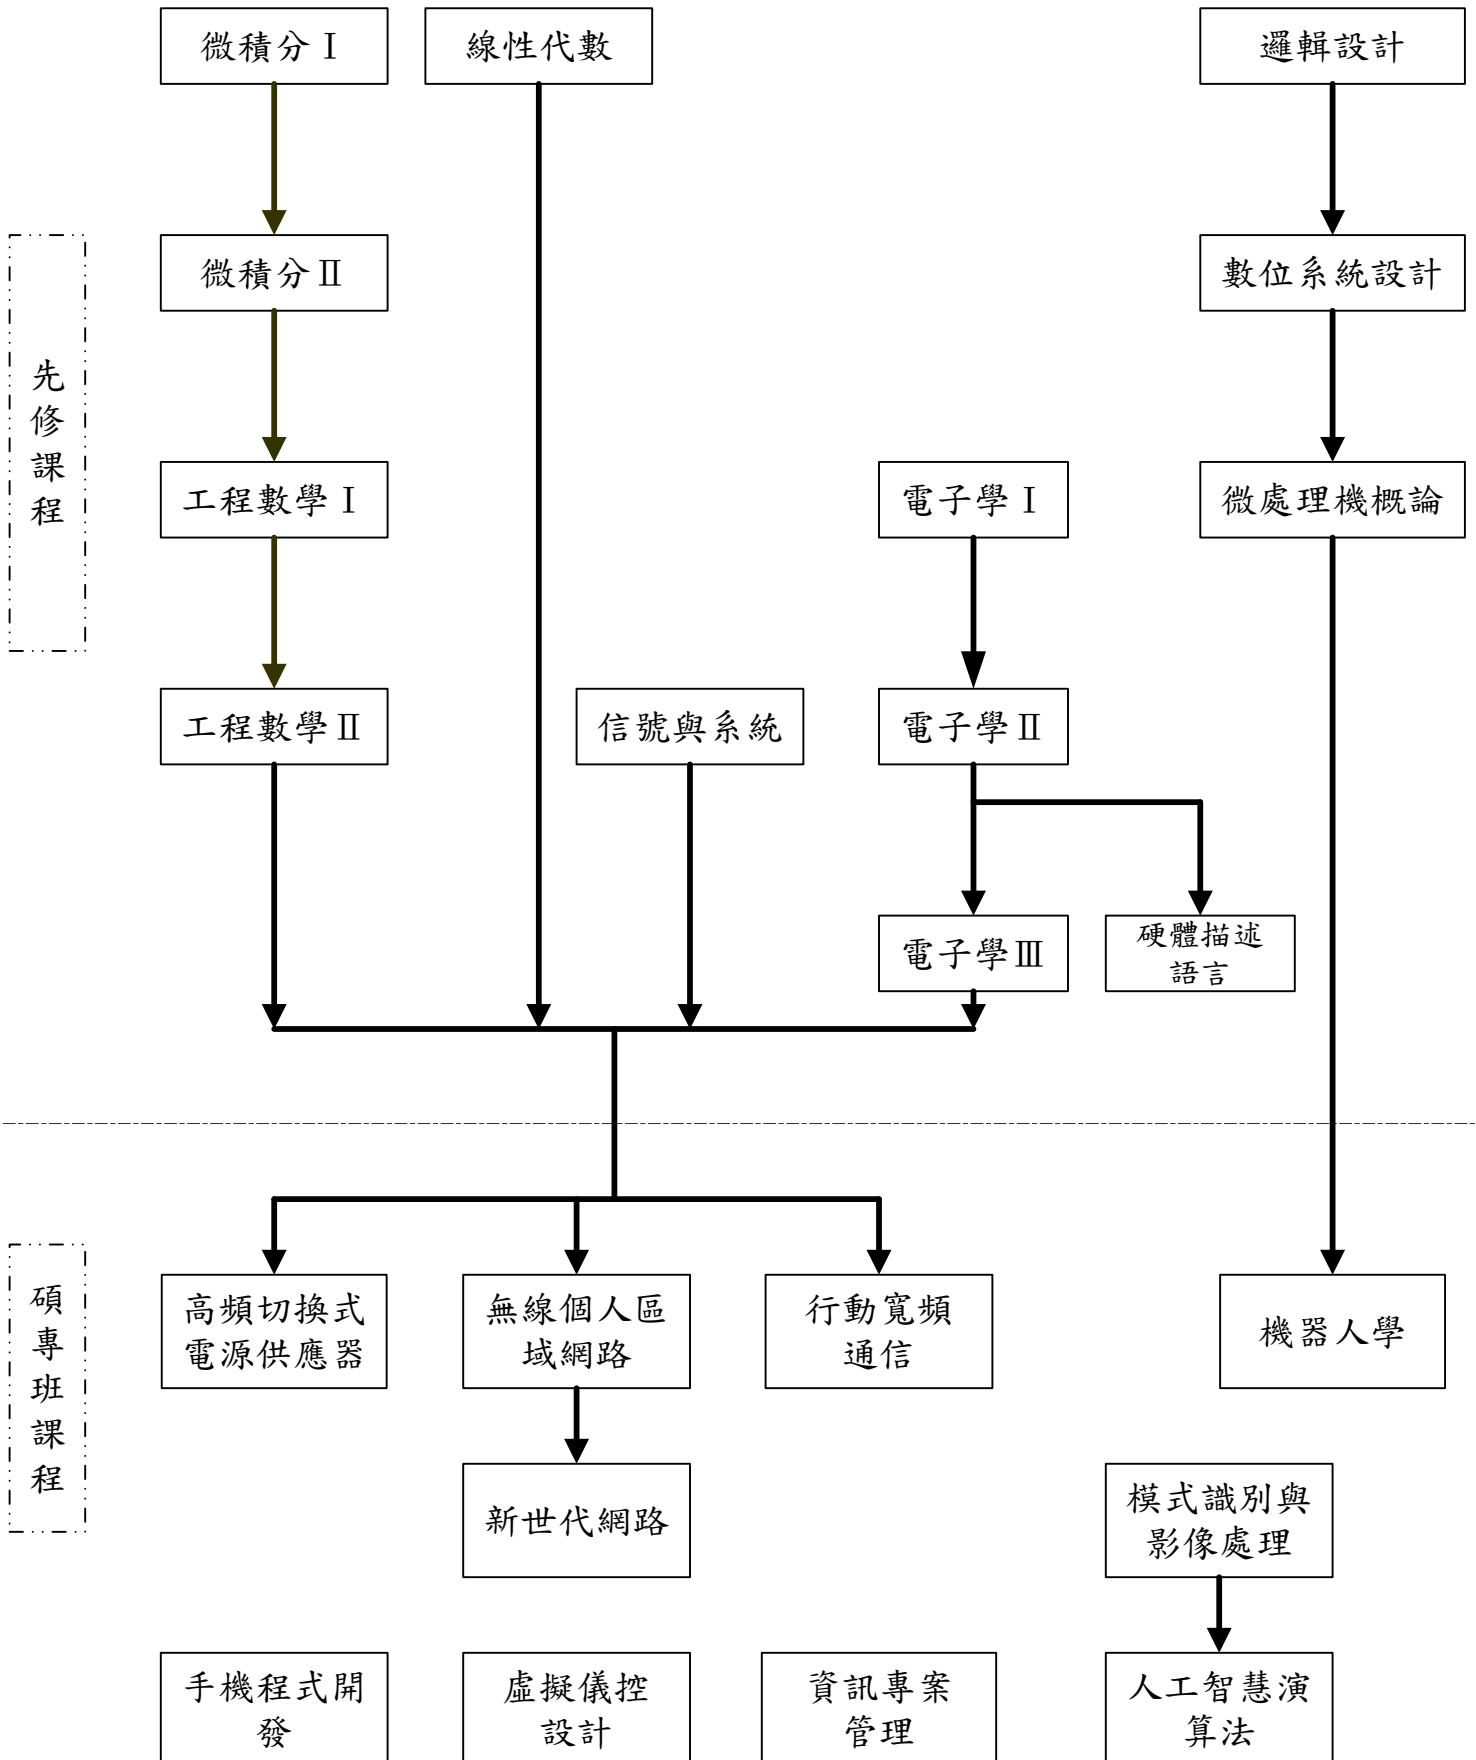 微積分Ⅰ
線性代數
邏輯設計
先修課程
微積分Ⅱ
數位系統設計
工程數學Ⅰ
電子學Ⅰ
微處理機概論
工程數學Ⅱ
信號與系統
電子學Ⅱ
電子學Ⅲ
硬體描述
語言
碩專班課程
高頻切換式
電源供應器
無線個人區
域網路
行動寬頻
通信
機器人學
新世代網路
模式識別與
影像處理
手機程式開
發
虛擬儀控
設計
資訊專案
管理
人工智慧演
算法